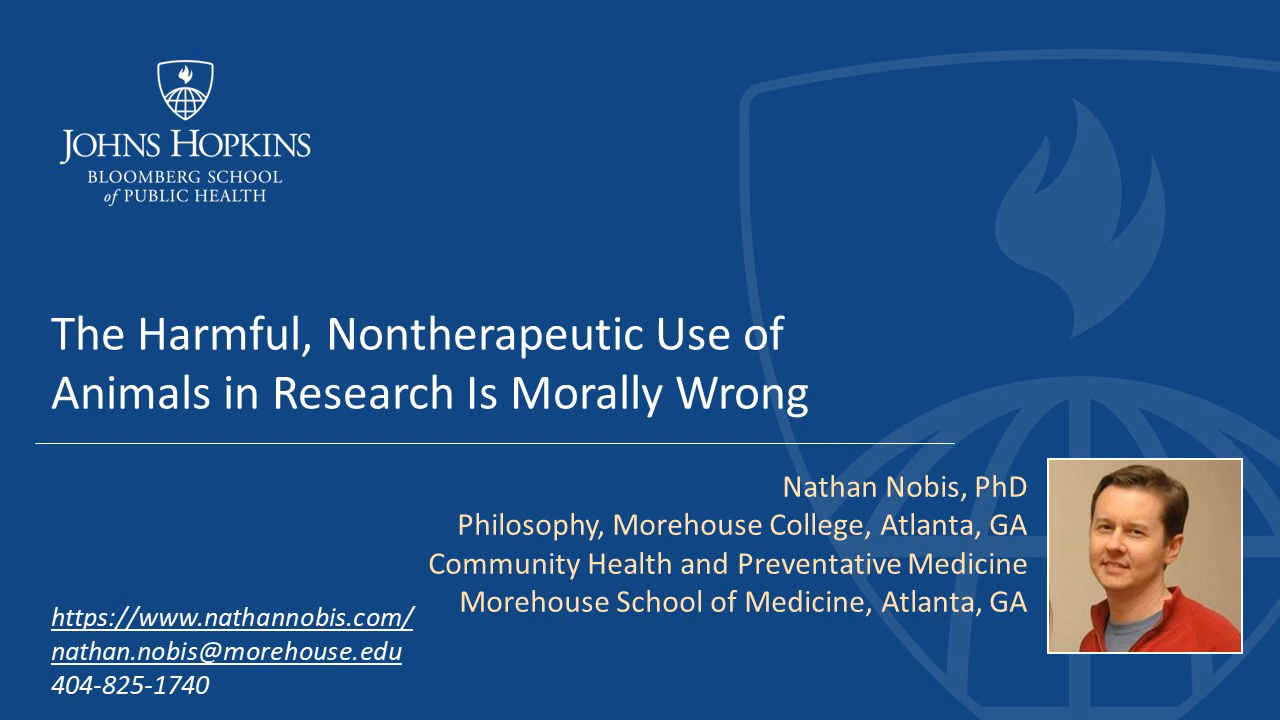 JOHNS HOPKINS
BLOOMBERG SCHOOL
of PUBLIC HEALTH
The Harmful, Nontherapeutic Use of
Animals in Research Is Morally Wrong
Nathan Nobis, PhD
Philosophy, Morehouse College, Atlanta, GA
Community Health and Preventative Medicine
Morehouse School of Medicine, Atlanta, GA
https://www.nathannobis.com/
nathan.nobis@morehouse.edu
404-825-1740